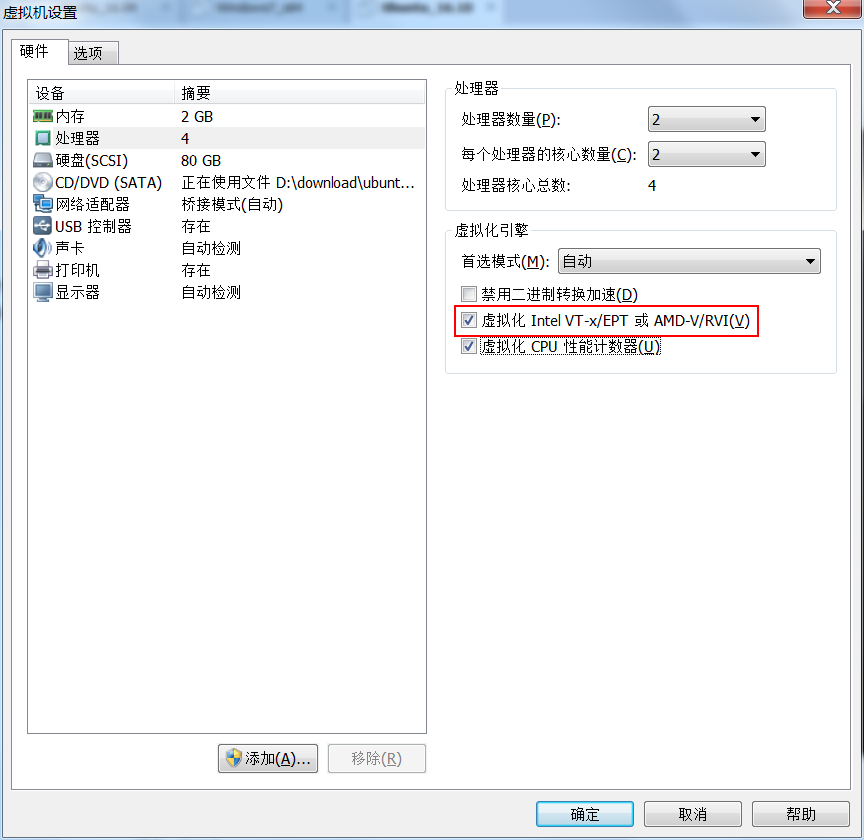 虚拟机设置
硬件
选项
设备 摘要
内存 2 GB
处理器 4
硬盘(SCSI) 80 GB
CD/DVD (SATA) 正在使用文件 D:\download\ubunt...
网络适配器 桥接模式(自动)
USB 控制器 存在
声卡 自动检测
打印机 存在
显示器 自动检测
添加(A)...
移除(R)
处理器
处理器数量(P): 2
每个处理器的核心数量(C): 2
处理器核心总数: 4
虚拟化引擎
首选模式(M): 自动
禁用二进制转换加速(D)
虚拟化 Intel VT-x/EPT 或 AMD-V/RVI(V)
虚拟化 CPU 性能计数器(U)
确定
取消
帮助